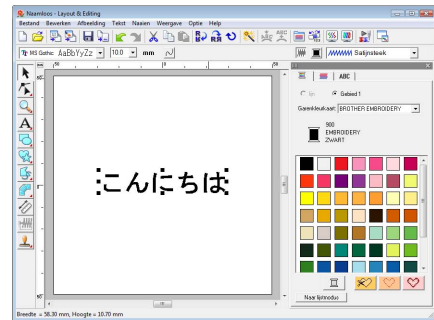 Naamloos - Layout & Editing
Bestand Bewerken Afbeelding Tekst Naaien Weergave Optie Help
MS Gothic AaBbYyZz 10.0 mm Satijnsteek
ABC
Lijn Gebied 1
Garenkleurkaart: BROTHER EMBROIDERY
900
EMBROIDERY
ZWART
こんにちは
Naar lijstmodus
Breedte = 58.30 mm, Hoogte = 10.70 mm